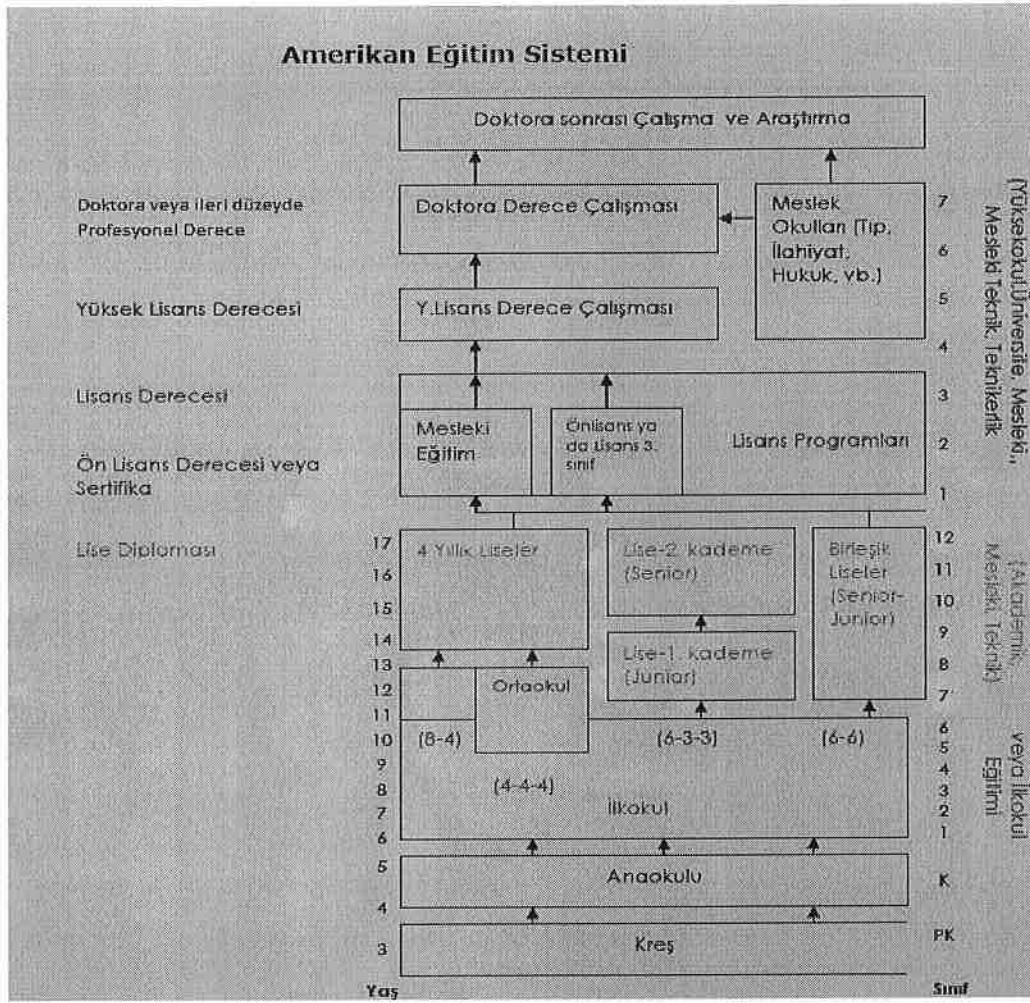 Amerikan Eğitim Sistemi
Doktora sonrası Çalışma ve Araştırma
Doktora veya ileri düzeyde
Profesyonel Derece
Doktora Derece Çalışması
Meslek
Okulları (Tıp,
İlahiyat,
Hukuk, vb.)
7
6
5
4
Yüksek Lisans Derecesi
Y.Lisans Derece Çalışması
(Yüksekokul,Üniversite, Mesleki,,
Mesleki Teknik, Teknikerlik
Lisans Derecesi
Ön Lisans Derecesi veya
Sertifika
Mesleki
Eğitim
Önlisans ya
da Lisans 3.
sınıf
Lisans Programları
3
2
1
Lise Diploması
17
16
15
14
13
12
11
10
9
8
7
6
5
4
3
Yaş
4 Yıllık Liseler
Lise-2. kademe
(Senior)
Birleşik
Liseler
(Senior-
Junior)
Lise-1. kademe
(Junior)
Ortaokul
(8-4)
(6-3-3)
(6-6)
(4-4-4)
İlkokul
Anaokulu
Kreş
12
11
10
9
8
7
6
5
4
3
2
1
K
PK
Sınıf
(Akademik,
Mesleki, Teknik)
veya İlkokul
Eğitimi